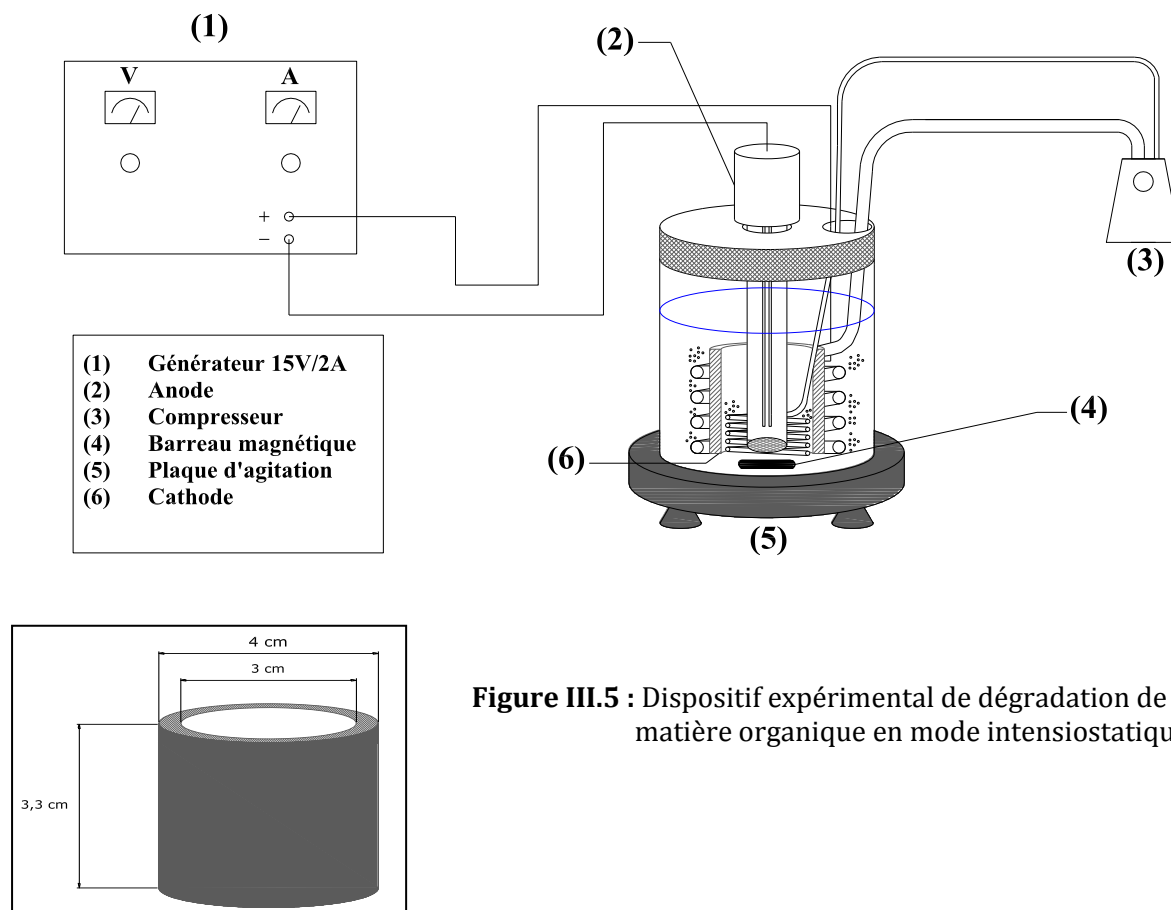 (1)
V
A
+
−
(2)
(3)
(4)
(6)
(5)
(1) Générateur 15V/2A
(2) Anode
(3) Compresseur
(4) Barreau magnétique
(5) Plaque d'agitation
(6) Cathode
4 cm
3 cm
3,3 cm
Figure III.5 : Dispositif expérimental de dégradation de
matière organique en mode intensiostatiqu